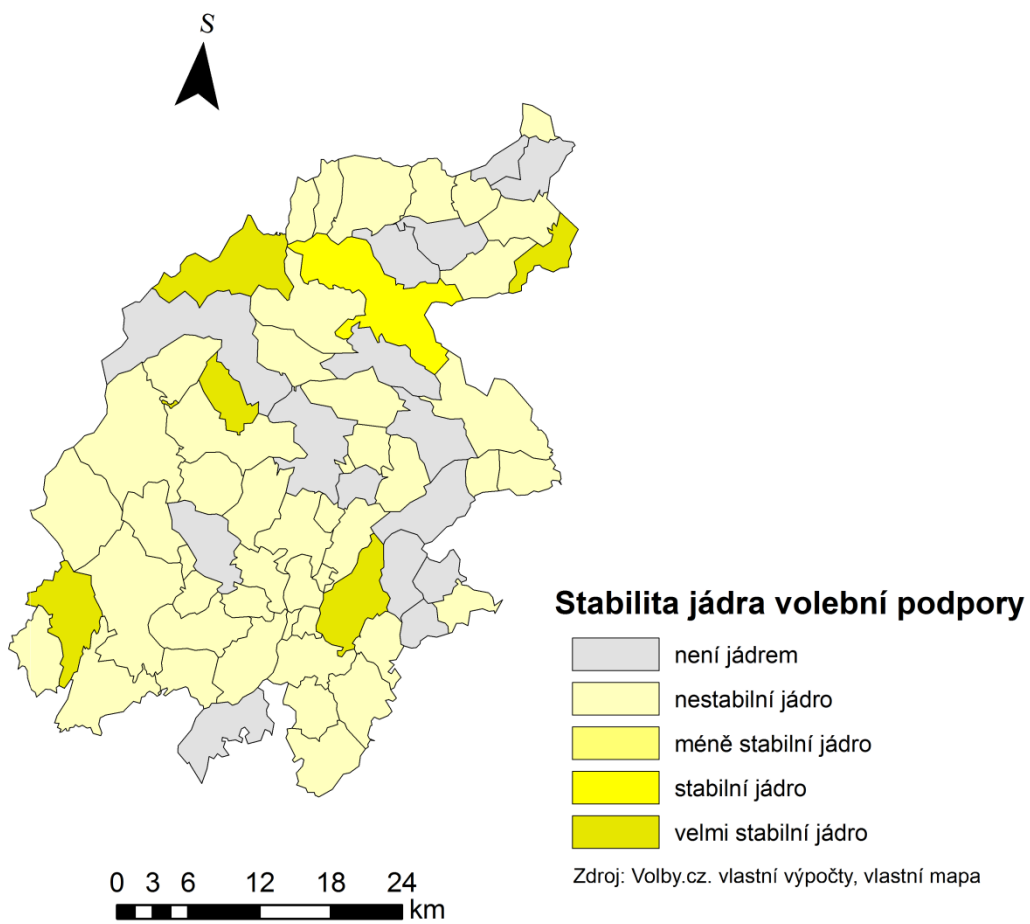 S
Stabilita jádra volební podpory
není jádrem
nestabilní jádro
méně stabilní jádro
stabilní jádro
velmi stabilní jádro
Zdroj: Volby.cz. vlastní výpočty, vlastní mapa
0 3 6 12 18 24
km